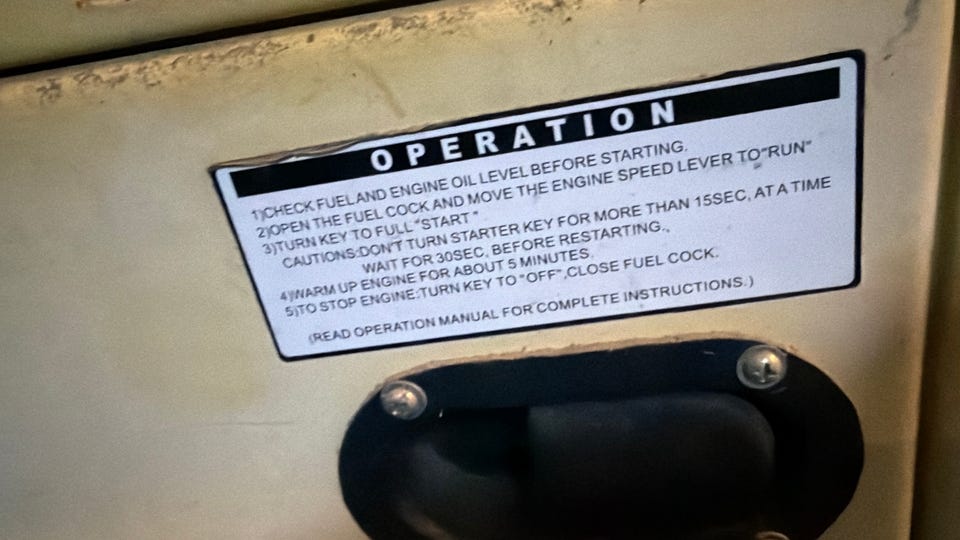 OPERATION
1)CHECK FUEL AND ENGINE OIL LEVEL BEFORE STARTING.
2)OPEN THE FUEL COCK AND MOVE THE ENGINE SPEED LEVER TO"RUN"
3)TURN KEY TO FULL "START"
CAUTIONS:DON'T TURN STARTER KEY FOR MORE THAN 15SEC, AT A TIME
WAIT FOR 30SEC, BEFORE RESTARTING.,
4)WARM UP ENGINE FOR ABOUT 5 MINUTES.
5)TO STOP ENGINE:TURN KEY TO "OFF",CLOSE FUEL COCK.
(READ OPERATION MANUAL FOR COMPLETE INSTRUCTIONS.)